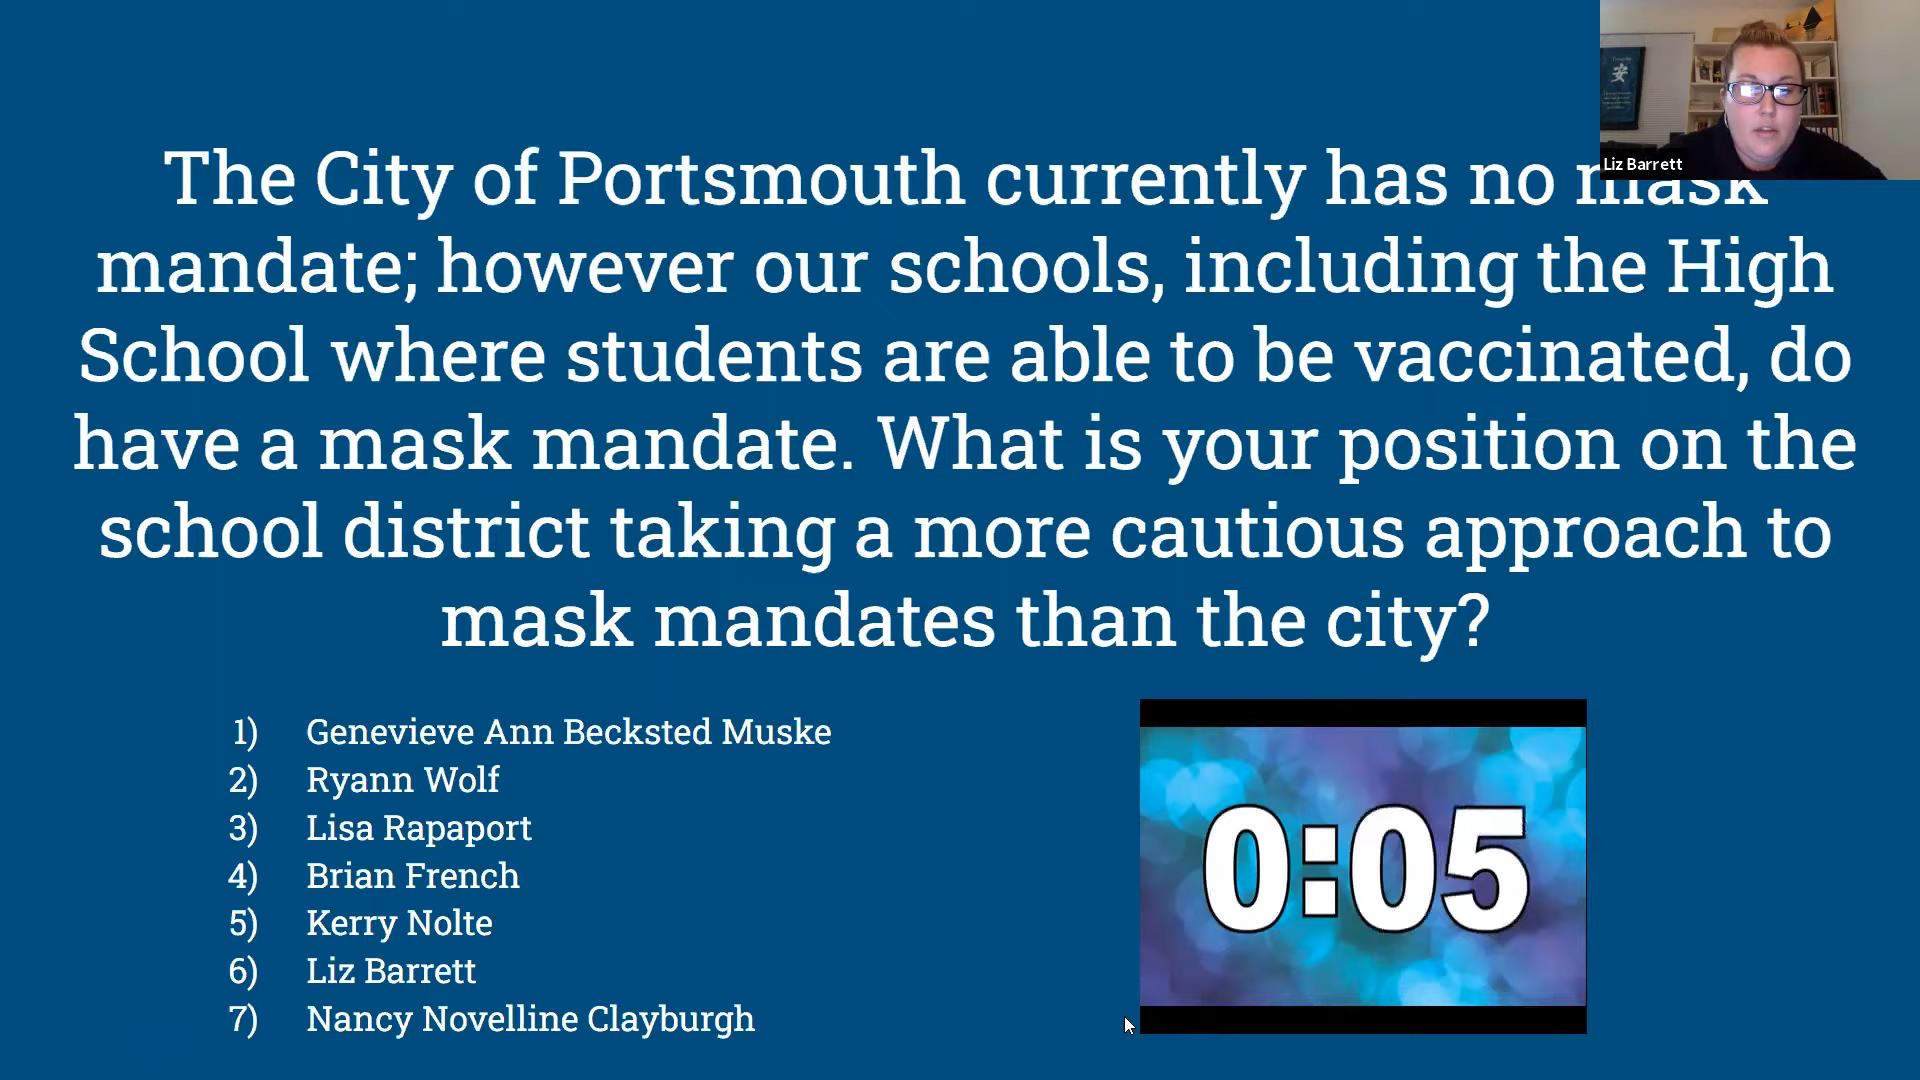 The City of Portsmouth currently has no mask
mandate; however our schools, including the High
School where students are able to be vaccinated, do
have a mask mandate. What is your position on the
school district taking a more cautious approach to
mask mandates than the city?
1) Genevieve Ann Becksted Muske
2) Ryann Wolf
3) Lisa Rapaport
4) Brian French
5) Kerry Nolte
6) Liz Barrett
7) Nancy Novelline Clayburgh
0:05
安
Liz Barrett